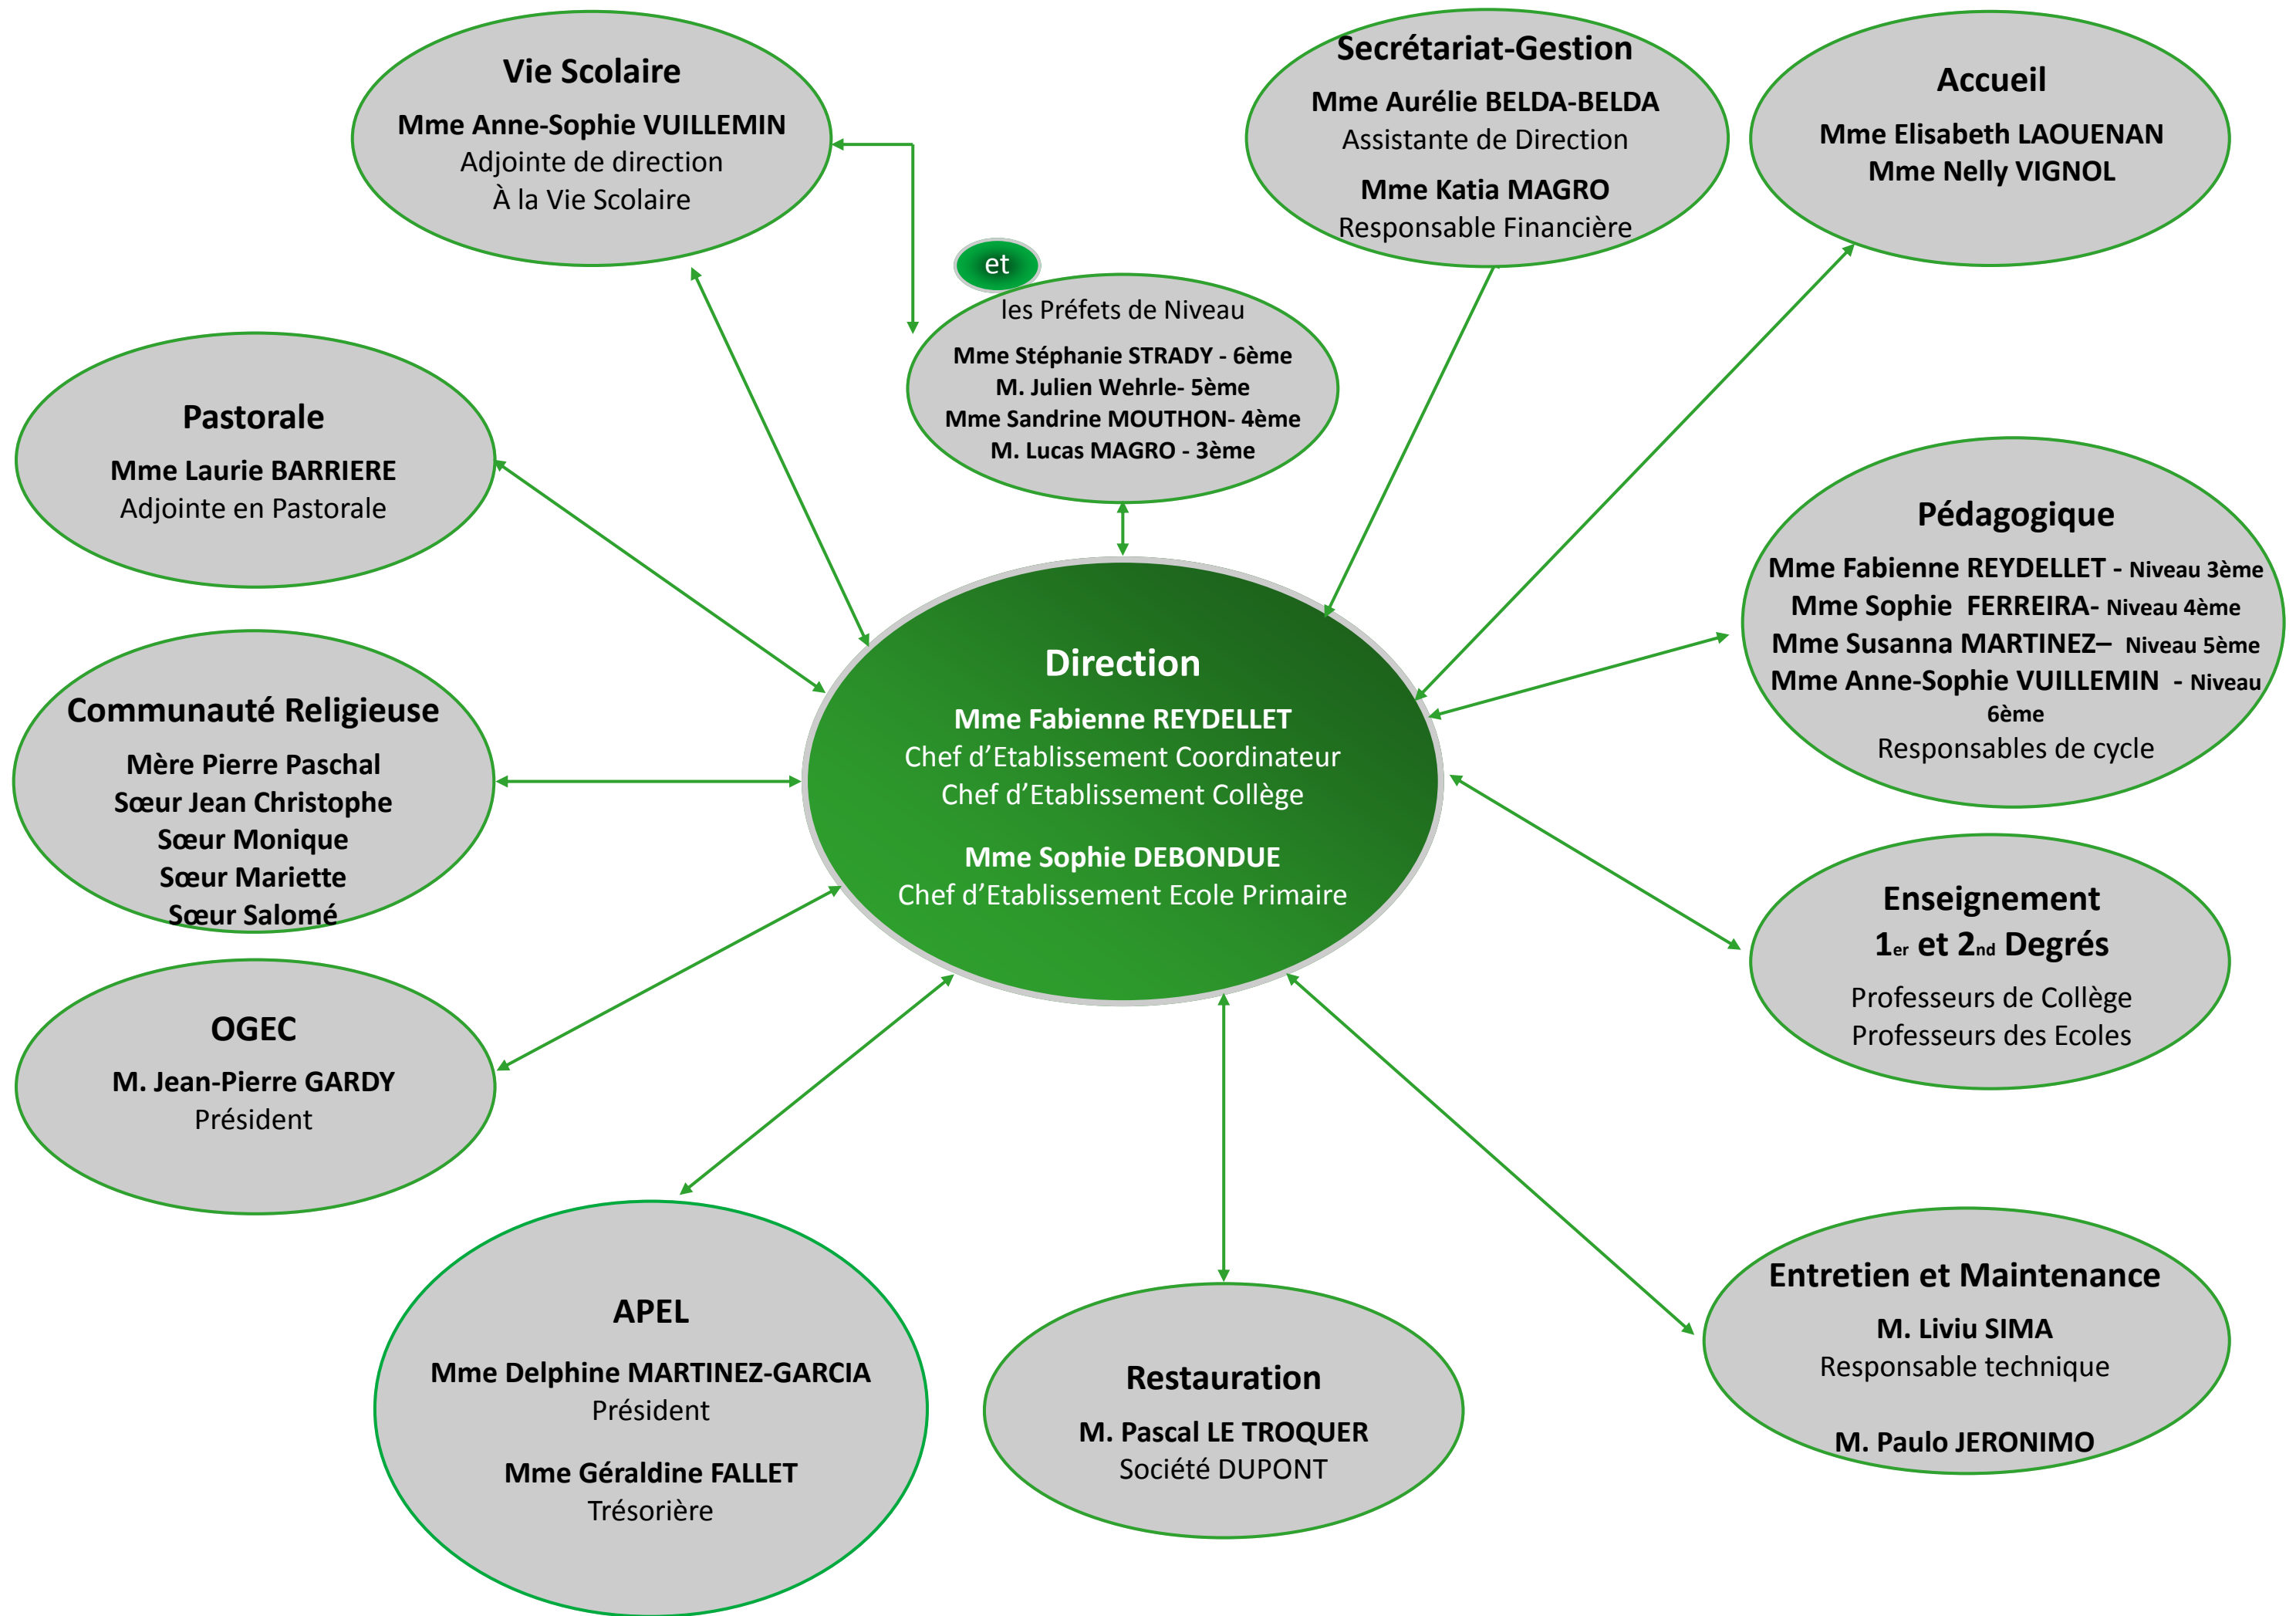 Vie Scolaire
Mme Anne-Sophie VUILLEMIN
Adjointe de direction
À la Vie Scolaire
Secrétariat-Gestion
Mme Aurélie BELDA-BELDA
Assistante de Direction
Mme Katia MAGRO
Responsable Financière
Accueil
Mme Elisabeth LAOUENAN
Mme Nelly VIGNOL
et
les Préfets de Niveau
Mme Stéphanie STRADY - 6ème
M. Julien Wehrle- 5ème
Mme Sandrine MOUTHON- 4ème
M. Lucas MAGRO - 3ème
Pastorale
Mme Laurie BARRIERE
Adjointe en Pastorale
Pédagogique
Mme Fabienne REYDELLET - Niveau 3ème
Mme Sophie FERREIRA- Niveau 4ème
Mme Susanna MARTINEZ– Niveau 5ème
Mme Anne-Sophie VUILLEMIN - Niveau
6ème
Responsables de cycle
Direction
Mme Fabienne REYDELLET
Chef d’Etablissement Coordinateur
Chef d’Etablissement Collège
Mme Sophie DEBONDUE
Chef d’Etablissement Ecole Primaire
Communauté Religieuse
Mère Pierre Paschal
Sœur Jean Christophe
Sœur Monique
Sœur Mariette
Sœur Salomé
Enseignement
1er et 2nd Degrés
Professeurs de Collège
Professeurs des Ecoles
OGEC
M. Jean-Pierre GARDY
Président
APEL
Mme Delphine MARTINEZ-GARCIA
Président
Mme Géraldine FALLET
Trésorière
Restauration
M. Pascal LE TROQUER
Société DUPONT
Entretien et Maintenance
M. Liviu SIMA
Responsable technique
M. Paulo JERONIMO